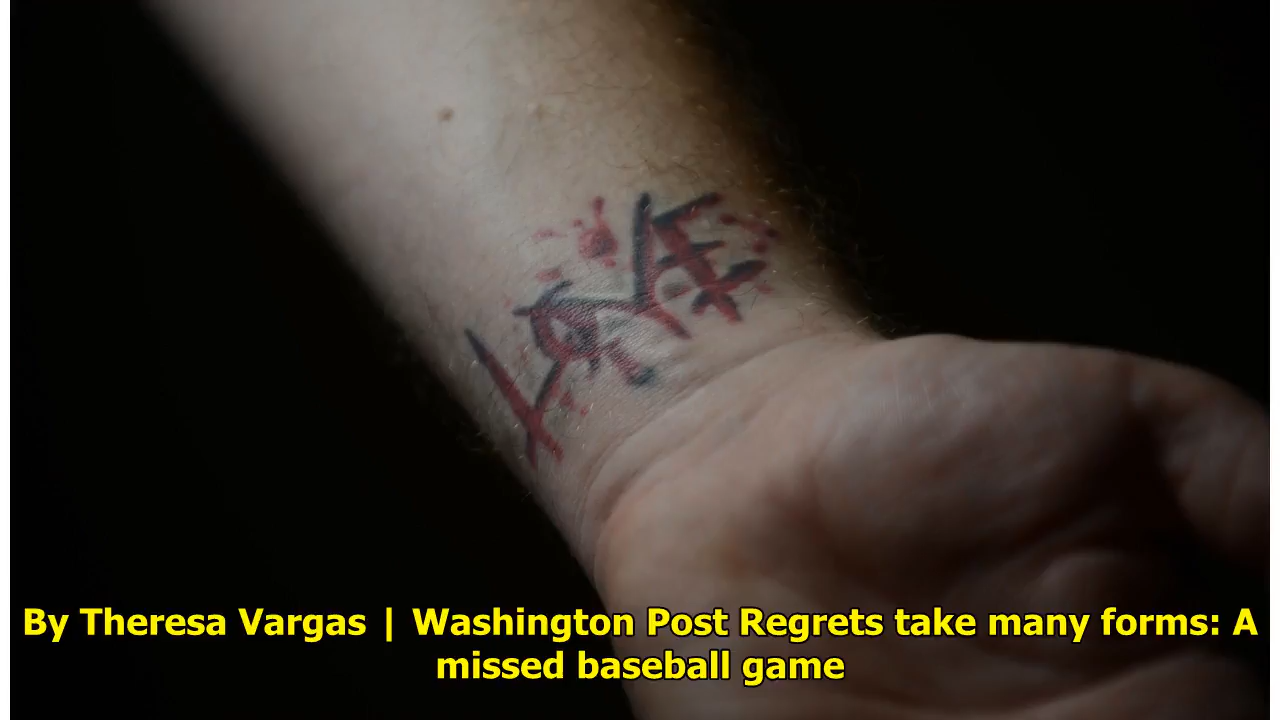 By Theresa Vargas | Washington Post Regrets take many forms: A
missed baseball game